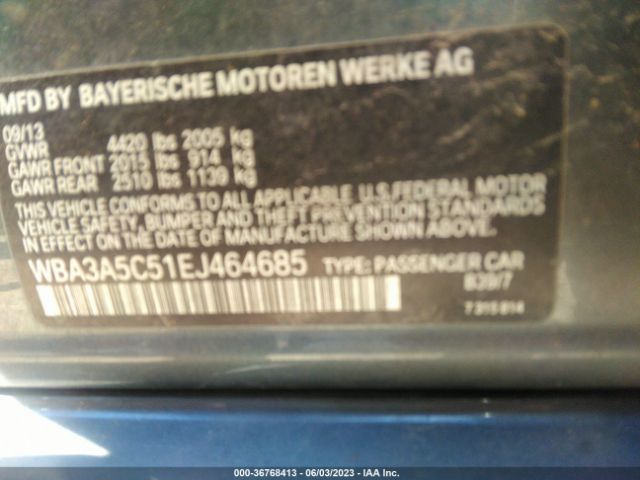 MFD BY BAYERISCHE MOTOREN WERKE AG
09/13
GVWR 4420 lbs 2005 kg
GAWR FRONT 2015 lbs 914 kg
GAWR REAR 2510 lbs 1139 kg
THIS VEHICLE CONFORMS TO ALL APPLICABLE U.S. FEDERAL MOTOR
VEHICLE SAFETY, BUMPER AND THEFT PREVENTION STANDARDS
IN EFFECT ON THE DATE OF MANUFACTURE SHOWN ABOVE.
WBA3A5C51EJ464685 TYPE: PASSENGER CAR
000-36768413 - 06/03/2023 - IAA Inc.